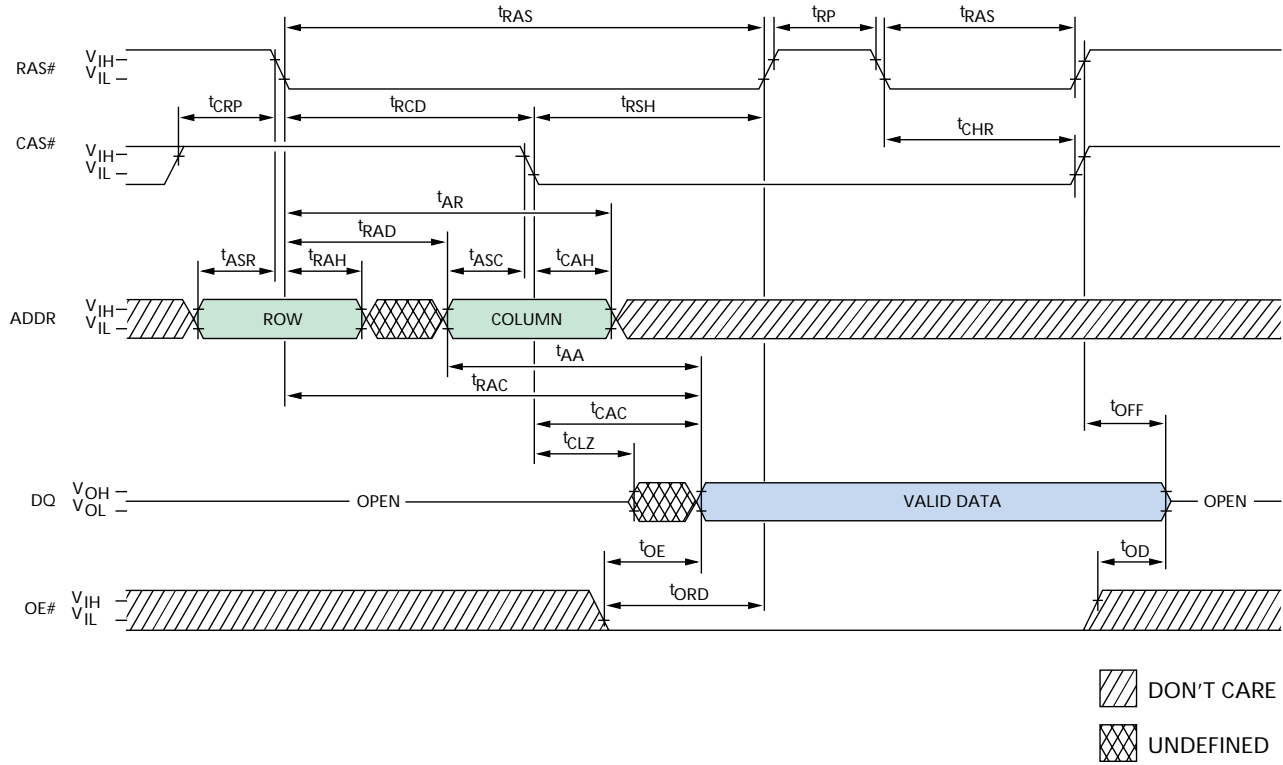 tRAS tRP tRAS
RAS# VIH
VIL
tCRP tRCD tRSH
tCHR
CAS# VIH
VIL
tAR
tRAD
tASR tRAH tASC tCAH
ADDR VIH
VIL
ROW COLUMN
tAA
tRAC
tCAC tOFF
tCLZ
DQ VOH
VOL
OPEN VALID DATA OPEN
tOE tOD
tORD
OE# VIH
VIL
DON'T CARE
UNDEFINED